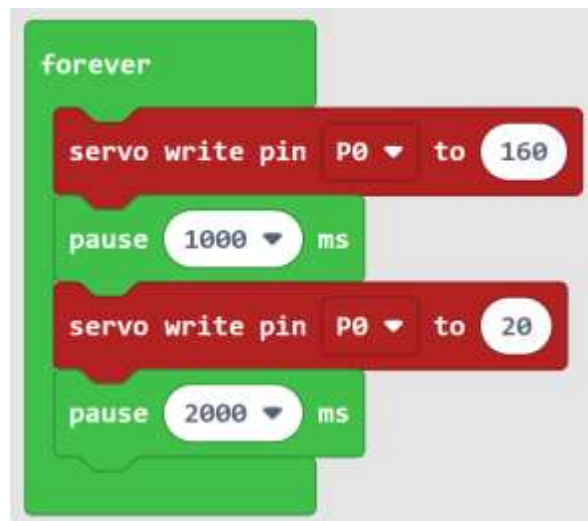 forever
servo write pin P0 to 160
pause 1000 ms
servo write pin P0 to 20
pause 2000 ms